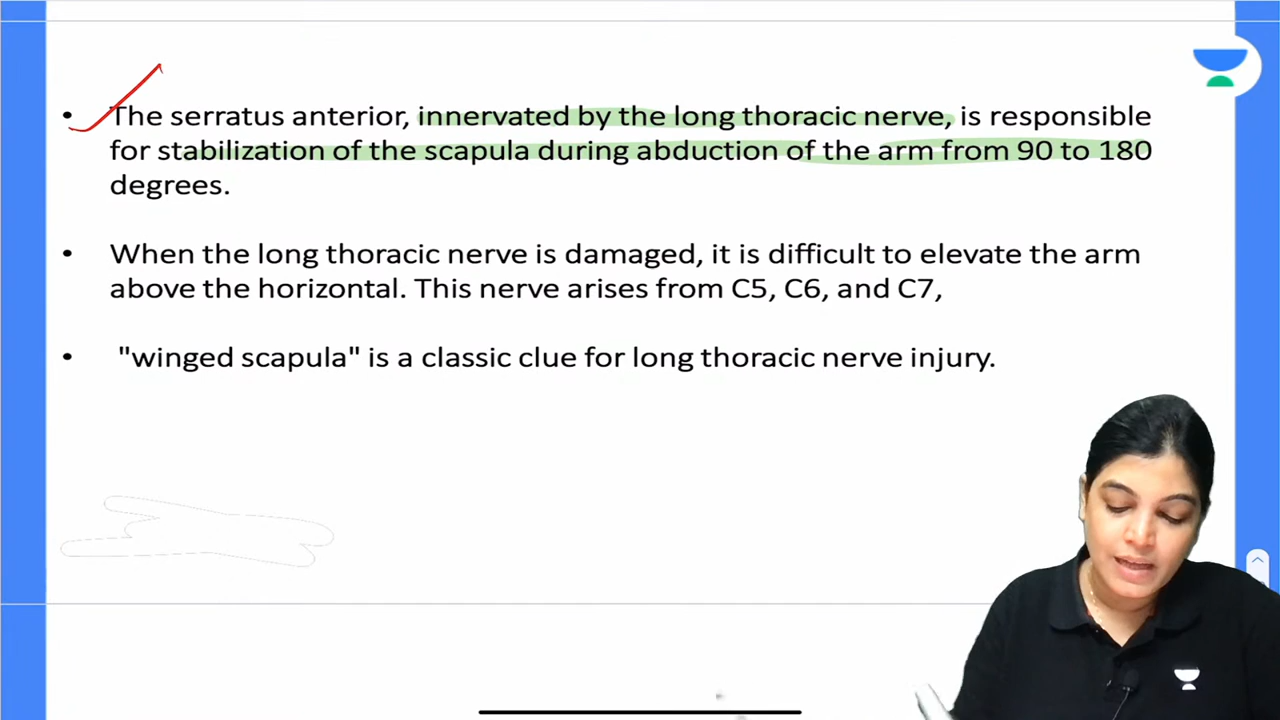 • The serratus anterior, innervated by the long thoracic nerve, is responsible
for stabilization of the scapula during abduction of the arm from 90 to 180
degrees.
• When the long thoracic nerve is damaged, it is difficult to elevate the arm
above the horizontal. This nerve arises from C5, C6, and C7,
• "winged scapula" is a classic clue for long thoracic nerve injury.